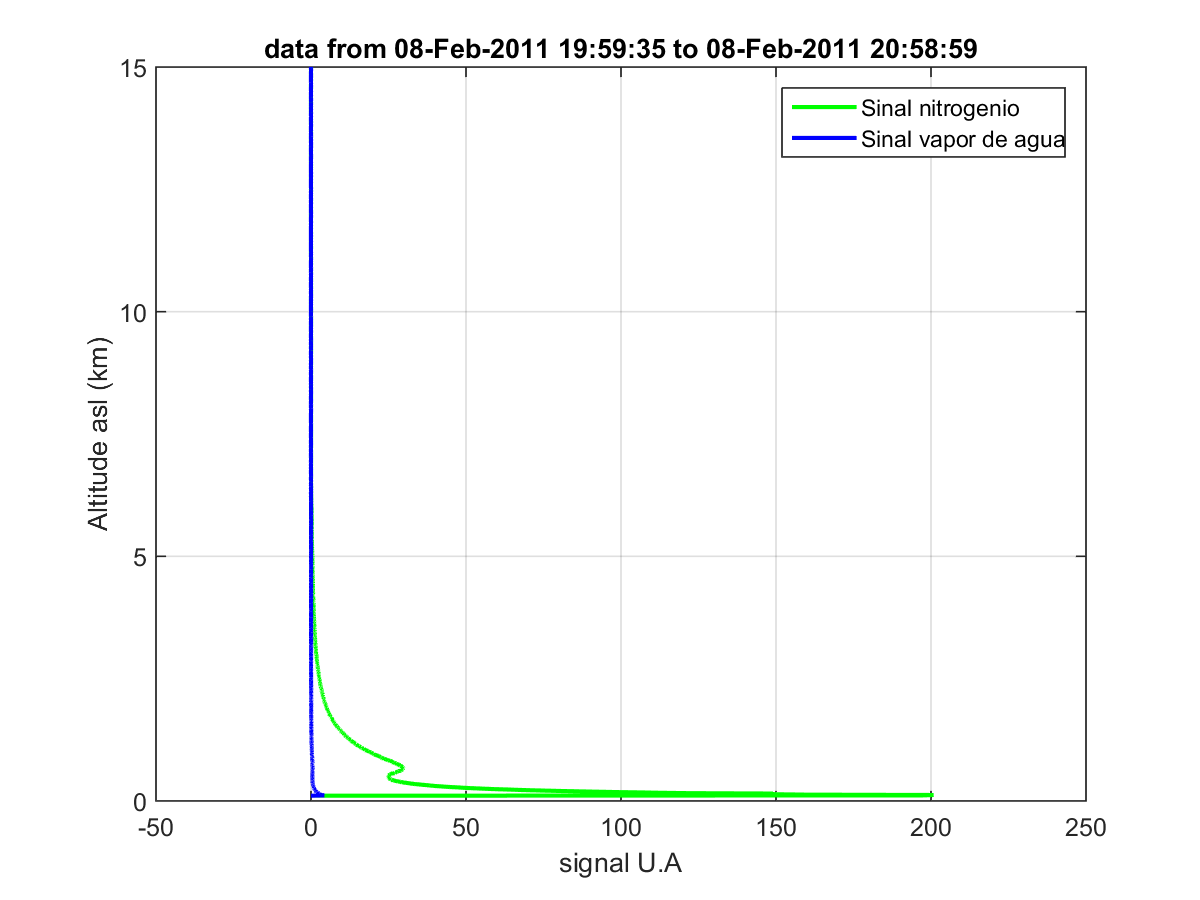 data from 08-Feb-2011 19:59:35 to 08-Feb-2011 20:58:59
15
Sinal nitrogenio
Sinal vapor de agua
10
Altitude asl (km)
5
0
-50 0 50 100 150 200 250
signal U.A